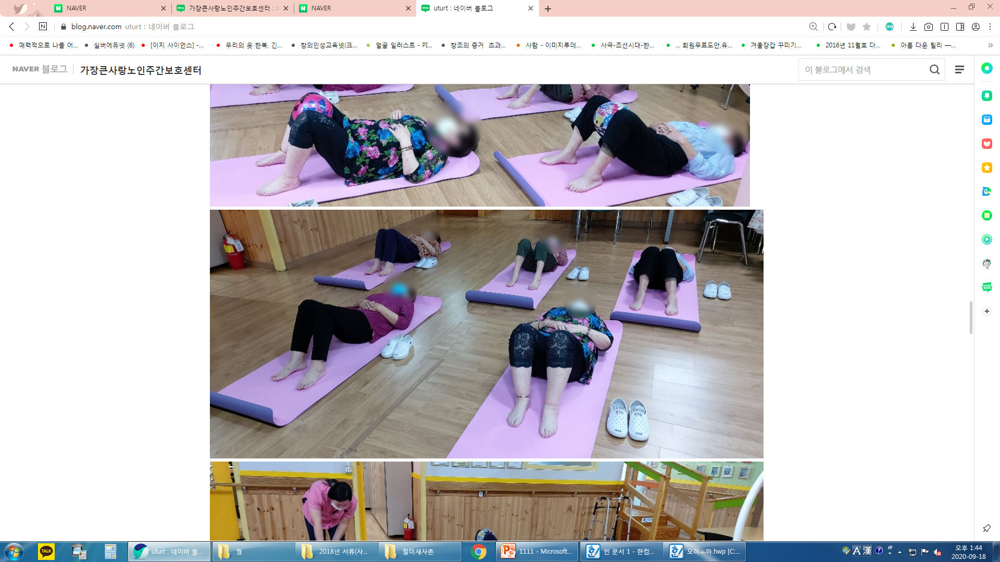 NAVER
가장큰사랑노인주간보호센터 : 네
NAVER
uturt : 네이버 블로그
blog.naver.com uturt : 네이버 블로그
매력적으로 나를 어...
실버에듀넷 (6)
[이지 사이언스] -...
우리의 옷 한복, 긴...
창의인성교육넷(크...
얼굴 일러스트 - PI...
창조의 증거 초과...
사람 - 이미지투데...
사극-조선시대-한...
... 회원무료도안,유...
겨울장갑 꾸미기...
2016년 11월호 다...
아름 다운 릴리 —...
NAVER 블로그
가장큰사랑노인주간보호센터
이 블로그에서 검색
ONE
WEB TOON
TALK
uturt : 네이버 블...
꿩
2018년 서류(사...
할미새사촌
1111 - Microsoft...
빈 문서 1 - 한컴...
오하ㅗ하.hwp [C:...
A 漢
오후 1:44
2020-09-18